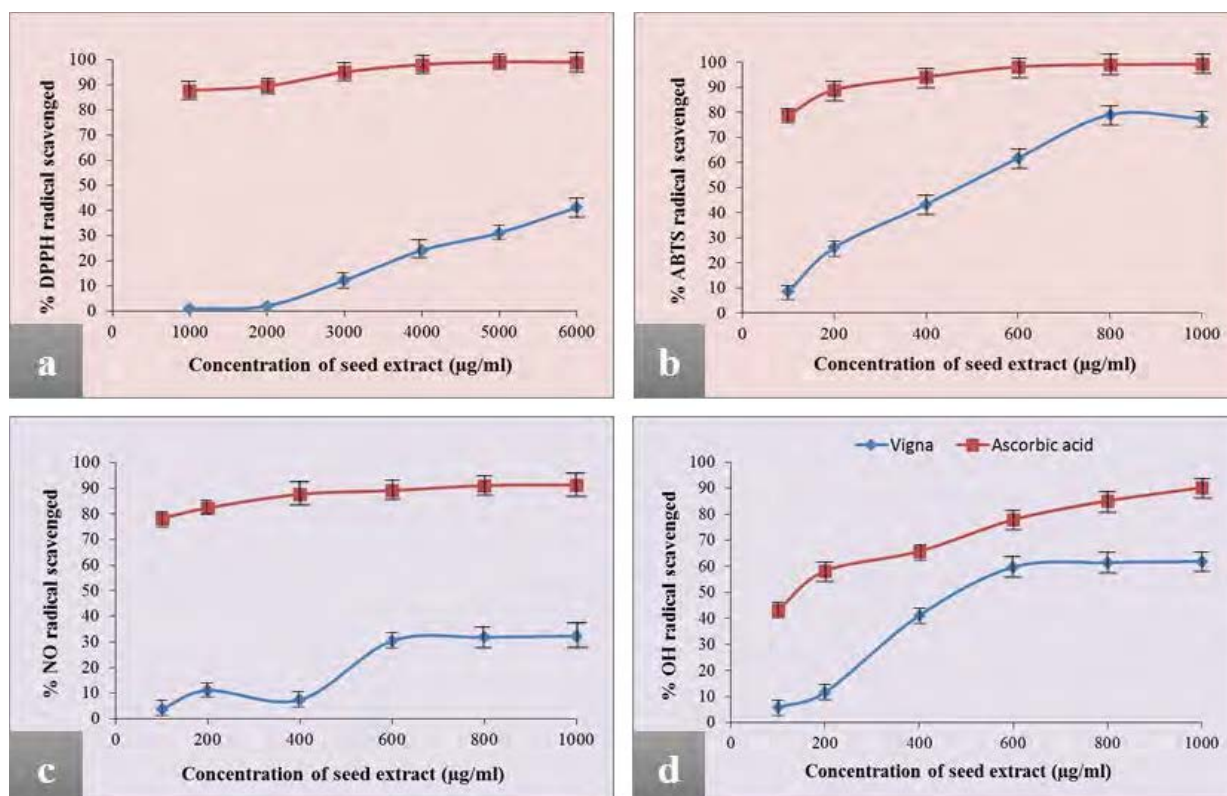 % DPPH radical scavenged
100
90
80
70
60
50
40
30
20
10
0
0 1000 2000 3000 4000 5000 6000
Concentration of seed extract (µg/ml)
a
% ABTS radical scavenged
100
90
80
70
60
50
40
30
20
10
0
0 200 400 600 800 1000
Concentration of seed extract (µg/ml)
b
% NO radical scavenged
100
90
80
70
60
50
40
30
20
10
0
0 200 400 600 800 1000
Concentration of seed extract (µg/ml)
c
Vigna Ascorbic acid
% OH radical scavenged
100
90
80
70
60
50
40
30
20
10
0
0 200 400 600 800 1000
Concentration of seed extract (µg/ml)
d